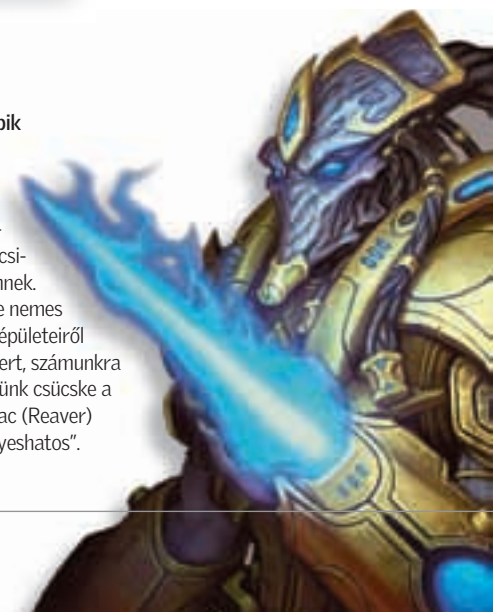 pik
csi-
nnek.
e nemes
épületeiről
ert, számunkra
ünk csücske a
ac (Reaver)
yeshatos”.